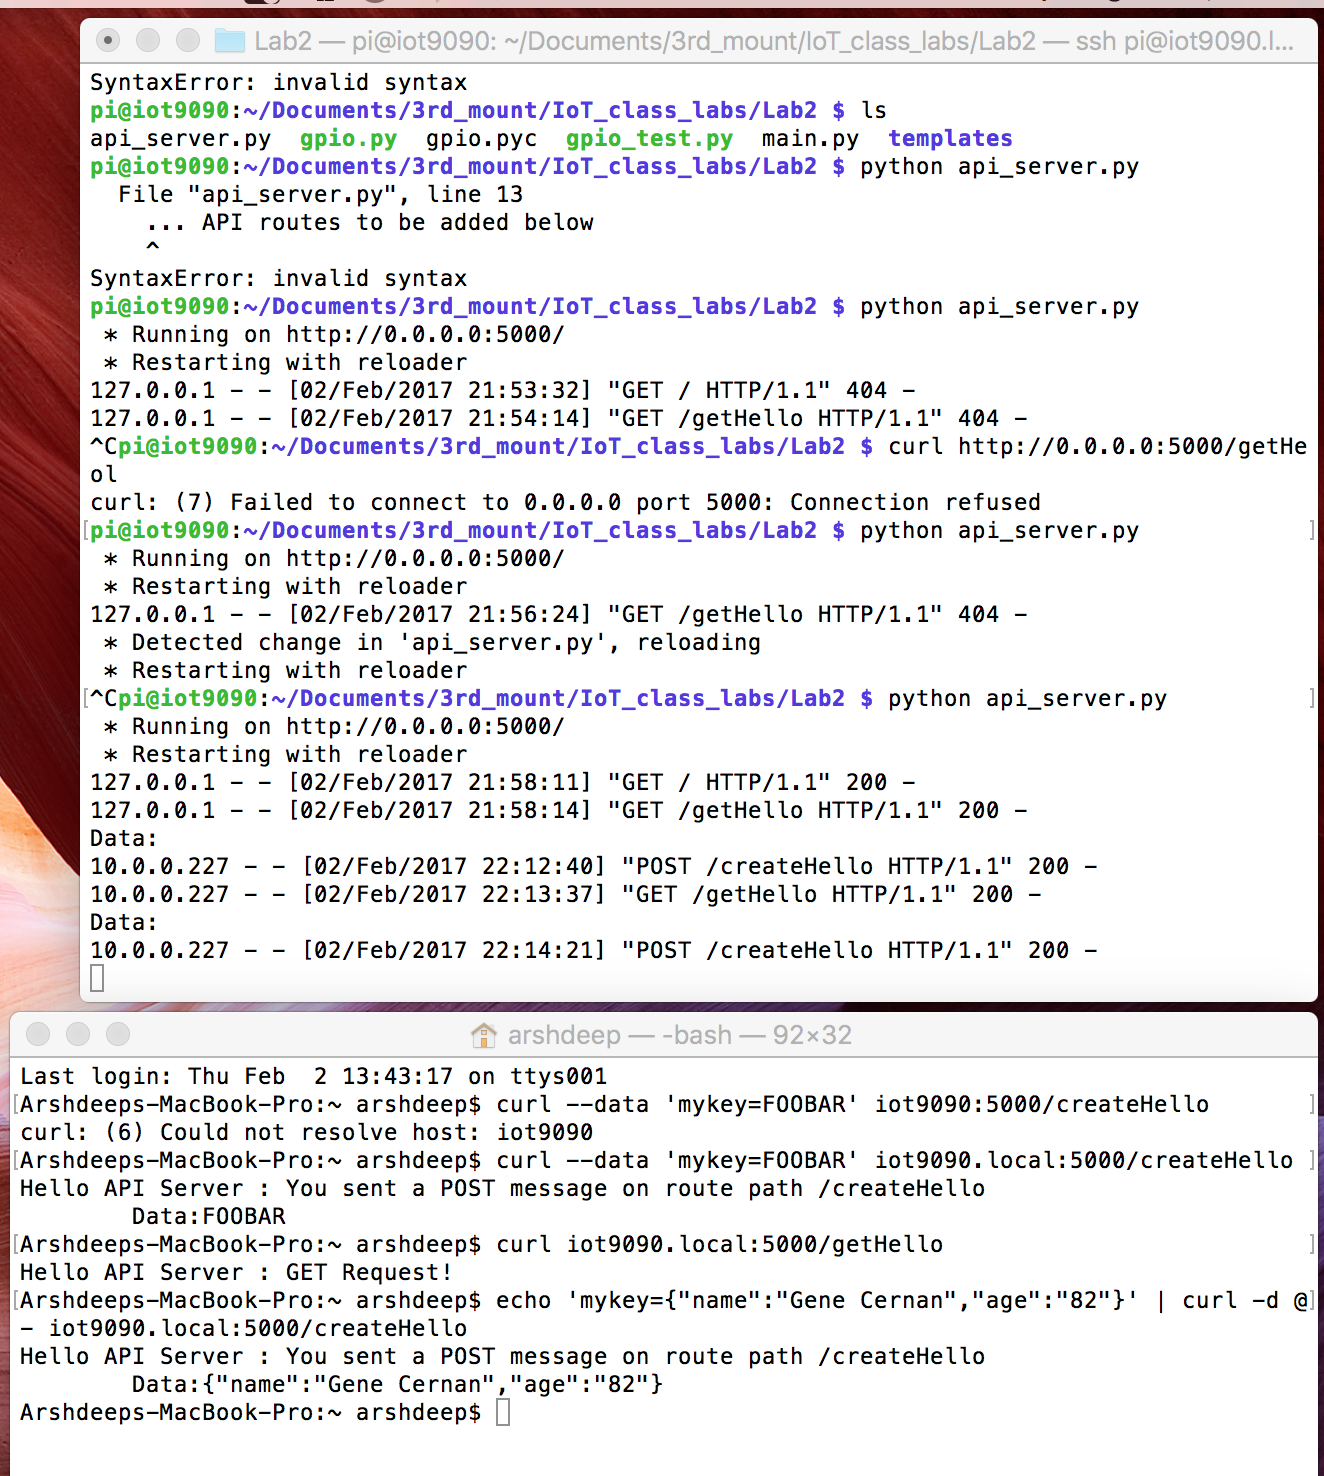 Lab2 — pi@iot9090: ~/Documents/3rd_mount/IoT_class_labs/Lab2 — ssh pi@iot9090.l...
SyntaxError: invalid syntax
pi@iot9090:~/Documents/3rd_mount/IoT_class_labs/Lab2 $ ls
api_server.py  gpio.py  gpio.pyc  gpio_test.py  main.py  templates
pi@iot9090:~/Documents/3rd_mount/IoT_class_labs/Lab2 $ python api_server.py
  File "api_server.py", line 13
    ... API routes to be added below
    ^
SyntaxError: invalid syntax
pi@iot9090:~/Documents/3rd_mount/IoT_class_labs/Lab2 $ python api_server.py
 * Running on http://0.0.0.0:5000/
 * Restarting with reloader
127.0.0.1 - - [02/Feb/2017 21:53:32] "GET / HTTP/1.1" 404 -
127.0.0.1 - - [02/Feb/2017 21:54:14] "GET /getHello HTTP/1.1" 404 -
^Cpi@iot9090:~/Documents/3rd_mount/IoT_class_labs/Lab2 $ curl http://0.0.0.0:5000/getHe
ol
curl: (7) Failed to connect to 0.0.0.0 port 5000: Connection refused
[pi@iot9090:~/Documents/3rd_mount/IoT_class_labs/Lab2 $ python api_server.py ]
 * Running on http://0.0.0.0:5000/
 * Restarting with reloader
127.0.0.1 - - [02/Feb/2017 21:56:24] "GET /getHello HTTP/1.1" 404 -
 * Detected change in 'api_server.py', reloading
 * Restarting with reloader
[^Cpi@iot9090:~/Documents/3rd_mount/IoT_class_labs/Lab2 $ python api_server.py ]
 * Running on http://0.0.0.0:5000/
 * Restarting with reloader
127.0.0.1 - - [02/Feb/2017 21:58:11] "GET / HTTP/1.1" 200 -
127.0.0.1 - - [02/Feb/2017 21:58:14] "GET /getHello HTTP/1.1" 200 -
Data:
10.0.0.227 - - [02/Feb/2017 22:12:40] "POST /createHello HTTP/1.1" 200 -
10.0.0.227 - - [02/Feb/2017 22:13:37] "GET /getHello HTTP/1.1" 200 -
Data:
10.0.0.227 - - [02/Feb/2017 22:14:21] "POST /createHello HTTP/1.1" 200 -
arshdeep — -bash — 92×32
Last login: Thu Feb  2 13:43:17 on ttys001
[Arshdeeps-MacBook-Pro:~ arshdeep$ curl --data 'mykey=FOOBAR' iot9090:5000/createHello ]
curl: (6) Could not resolve host: iot9090
[Arshdeeps-MacBook-Pro:~ arshdeep$ curl --data 'mykey=FOOBAR' iot9090.local:5000/createHello ]
Hello API Server : You sent a POST message on route path /createHello
        Data:FOOBAR
[Arshdeeps-MacBook-Pro:~ arshdeep$ curl iot9090.local:5000/getHello ]
Hello API Server : GET Request!
[Arshdeeps-MacBook-Pro:~ arshdeep$ echo 'mykey={"name":"Gene Cernan","age":"82"}' | curl -d @]
- iot9090.local:5000/createHello
Hello API Server : You sent a POST message on route path /createHello
        Data:{"name":"Gene Cernan","age":"82"}
Arshdeeps-MacBook-Pro:~ arshdeep$